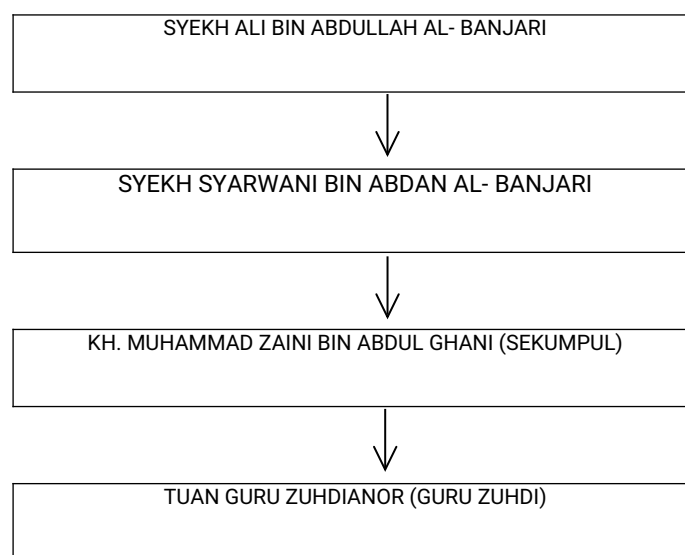 SYEKH ALI BIN ABDULLAH AL- BANJARI
SYEKH SYARWANI BIN ABDAN AL- BANJARI
KH. MUHAMMAD ZAINI BIN ABDUL GHANI (SEKUMPUL)
TUAN GURU ZUHDIANOR (GURU ZUHDI)